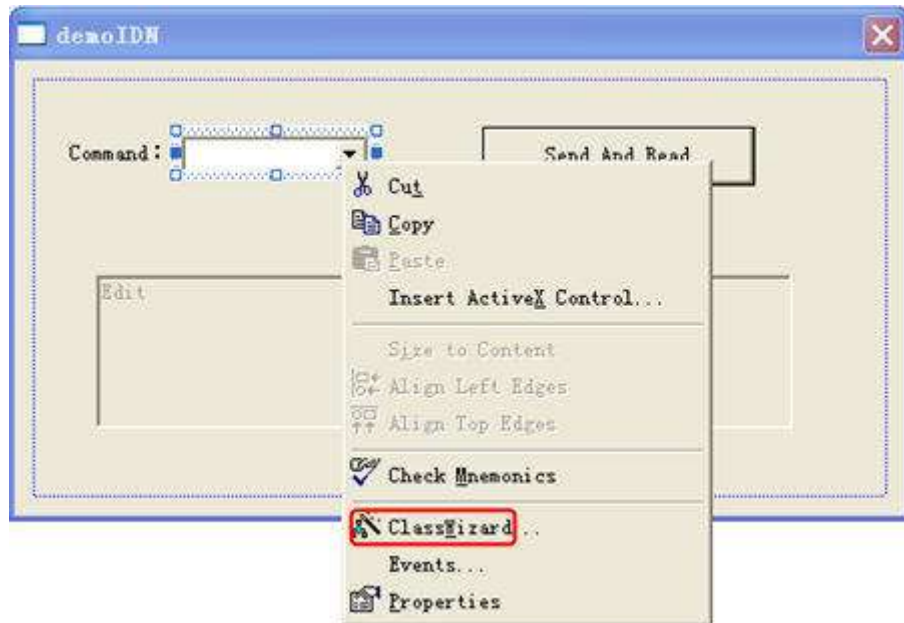 demoIDN
Command:
Send And Read
Cut
Copy
Paste
Edit
Insert ActiveX Control...
Size to Content
Align Left Edges
Align Top Edges
Check Mnemonics
ClassWizard...
Events...
Properties